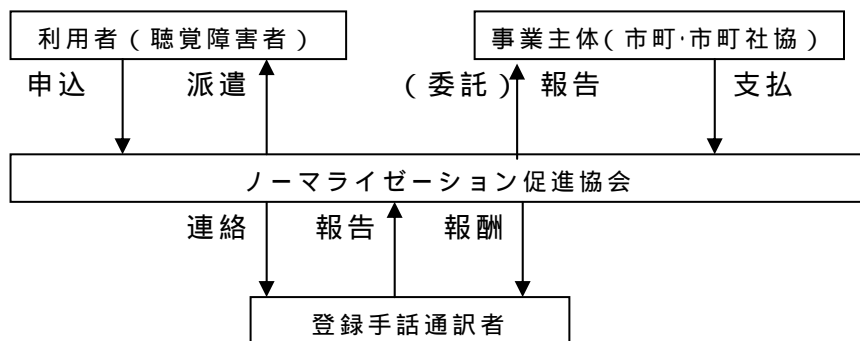 利用者(聴覚障害者) 事業主体(市町・市町社協)
申込 派遣 (委託) 報告 支払
ノーマライゼーション促進協会
連絡 報告 報酬
登録手話通訳者